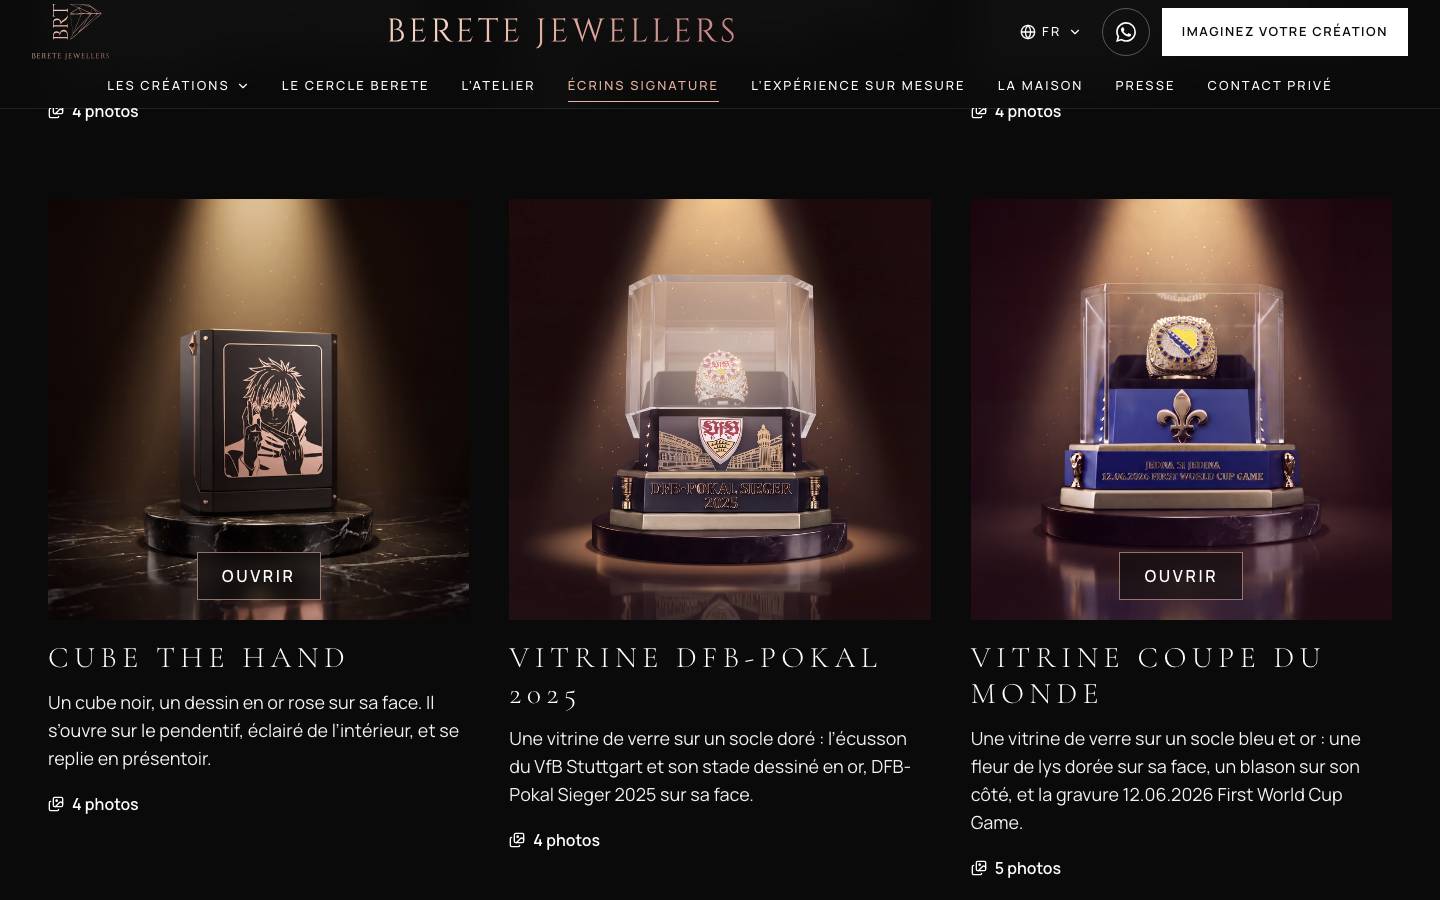 BRT
BERETE JEWELLERS
BERETE JEWELLERS
FR
IMAGINEZ VOTRE CRÉATION
LES CRÉATIONS
LE CERCLE BERETE
L'ATELIER
ÉCRINS SIGNATURE
L'EXPÉRIENCE SUR MESURE
LA MAISON
PRESSE
CONTACT PRIVÉ
4 photos
4 photos
VfB
DFB-POKAL SIEGER
2025
JEDNA SI JEDINA
12.06.2026 FIRST WORLD CUP GAME
OUVRIR
OUVRIR
CUBE THE HAND
Un cube noir, un dessin en or rose sur sa face. Il
s'ouvre sur le pendentif, éclairé de l'intérieur, et se
replie en présentoir.
4 photos
VITRINE DFB-POKAL
2025
Une vitrine de verre sur un socle doré : l'écusson
du VfB Stuttgart et son stade dessiné en or, DFB-
Pokal Sieger 2025 sur sa face.
4 photos
VITRINE COUPE DU
MONDE
Une vitrine de verre sur un socle bleu et or : une
fleur de lys dorée sur sa face, un blason sur son
côté, et la gravure 12.06.2026 First World Cup
Game.
5 photos